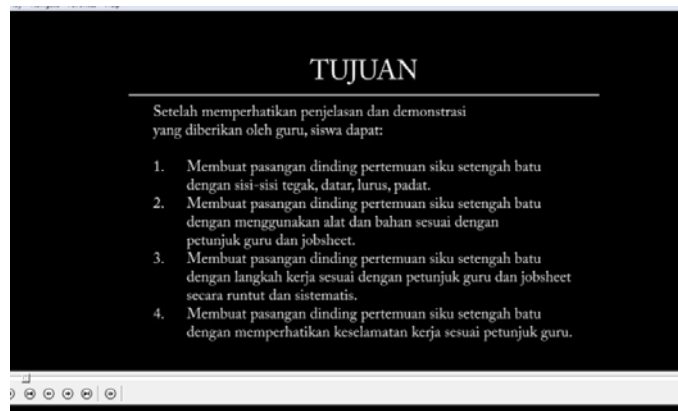 TUJUAN
Setelah memperhatikan penjelasan dan demonstrasi
yang diberikan oleh guru, siswa dapat:
1. Membuat pasangan dinding pertemuan siku setengah batu
dengan sisi-sisi tegak, datar, lurus, padat.
2. Membuat pasangan dinding pertemuan siku setengah batu
dengan menggunakan alat dan bahan sesuai dengan
petunjuk guru dan jobsheet.
3. Membuat pasangan dinding pertemuan siku setengah batu
dengan langkah kerja sesuai dengan petunjuk guru dan jobsheet
secara runtut dan sistematis.
4. Membuat pasangan dinding pertemuan siku setengah batu
dengan memperhatikan keselamatan kerja sesuai petunjuk guru.